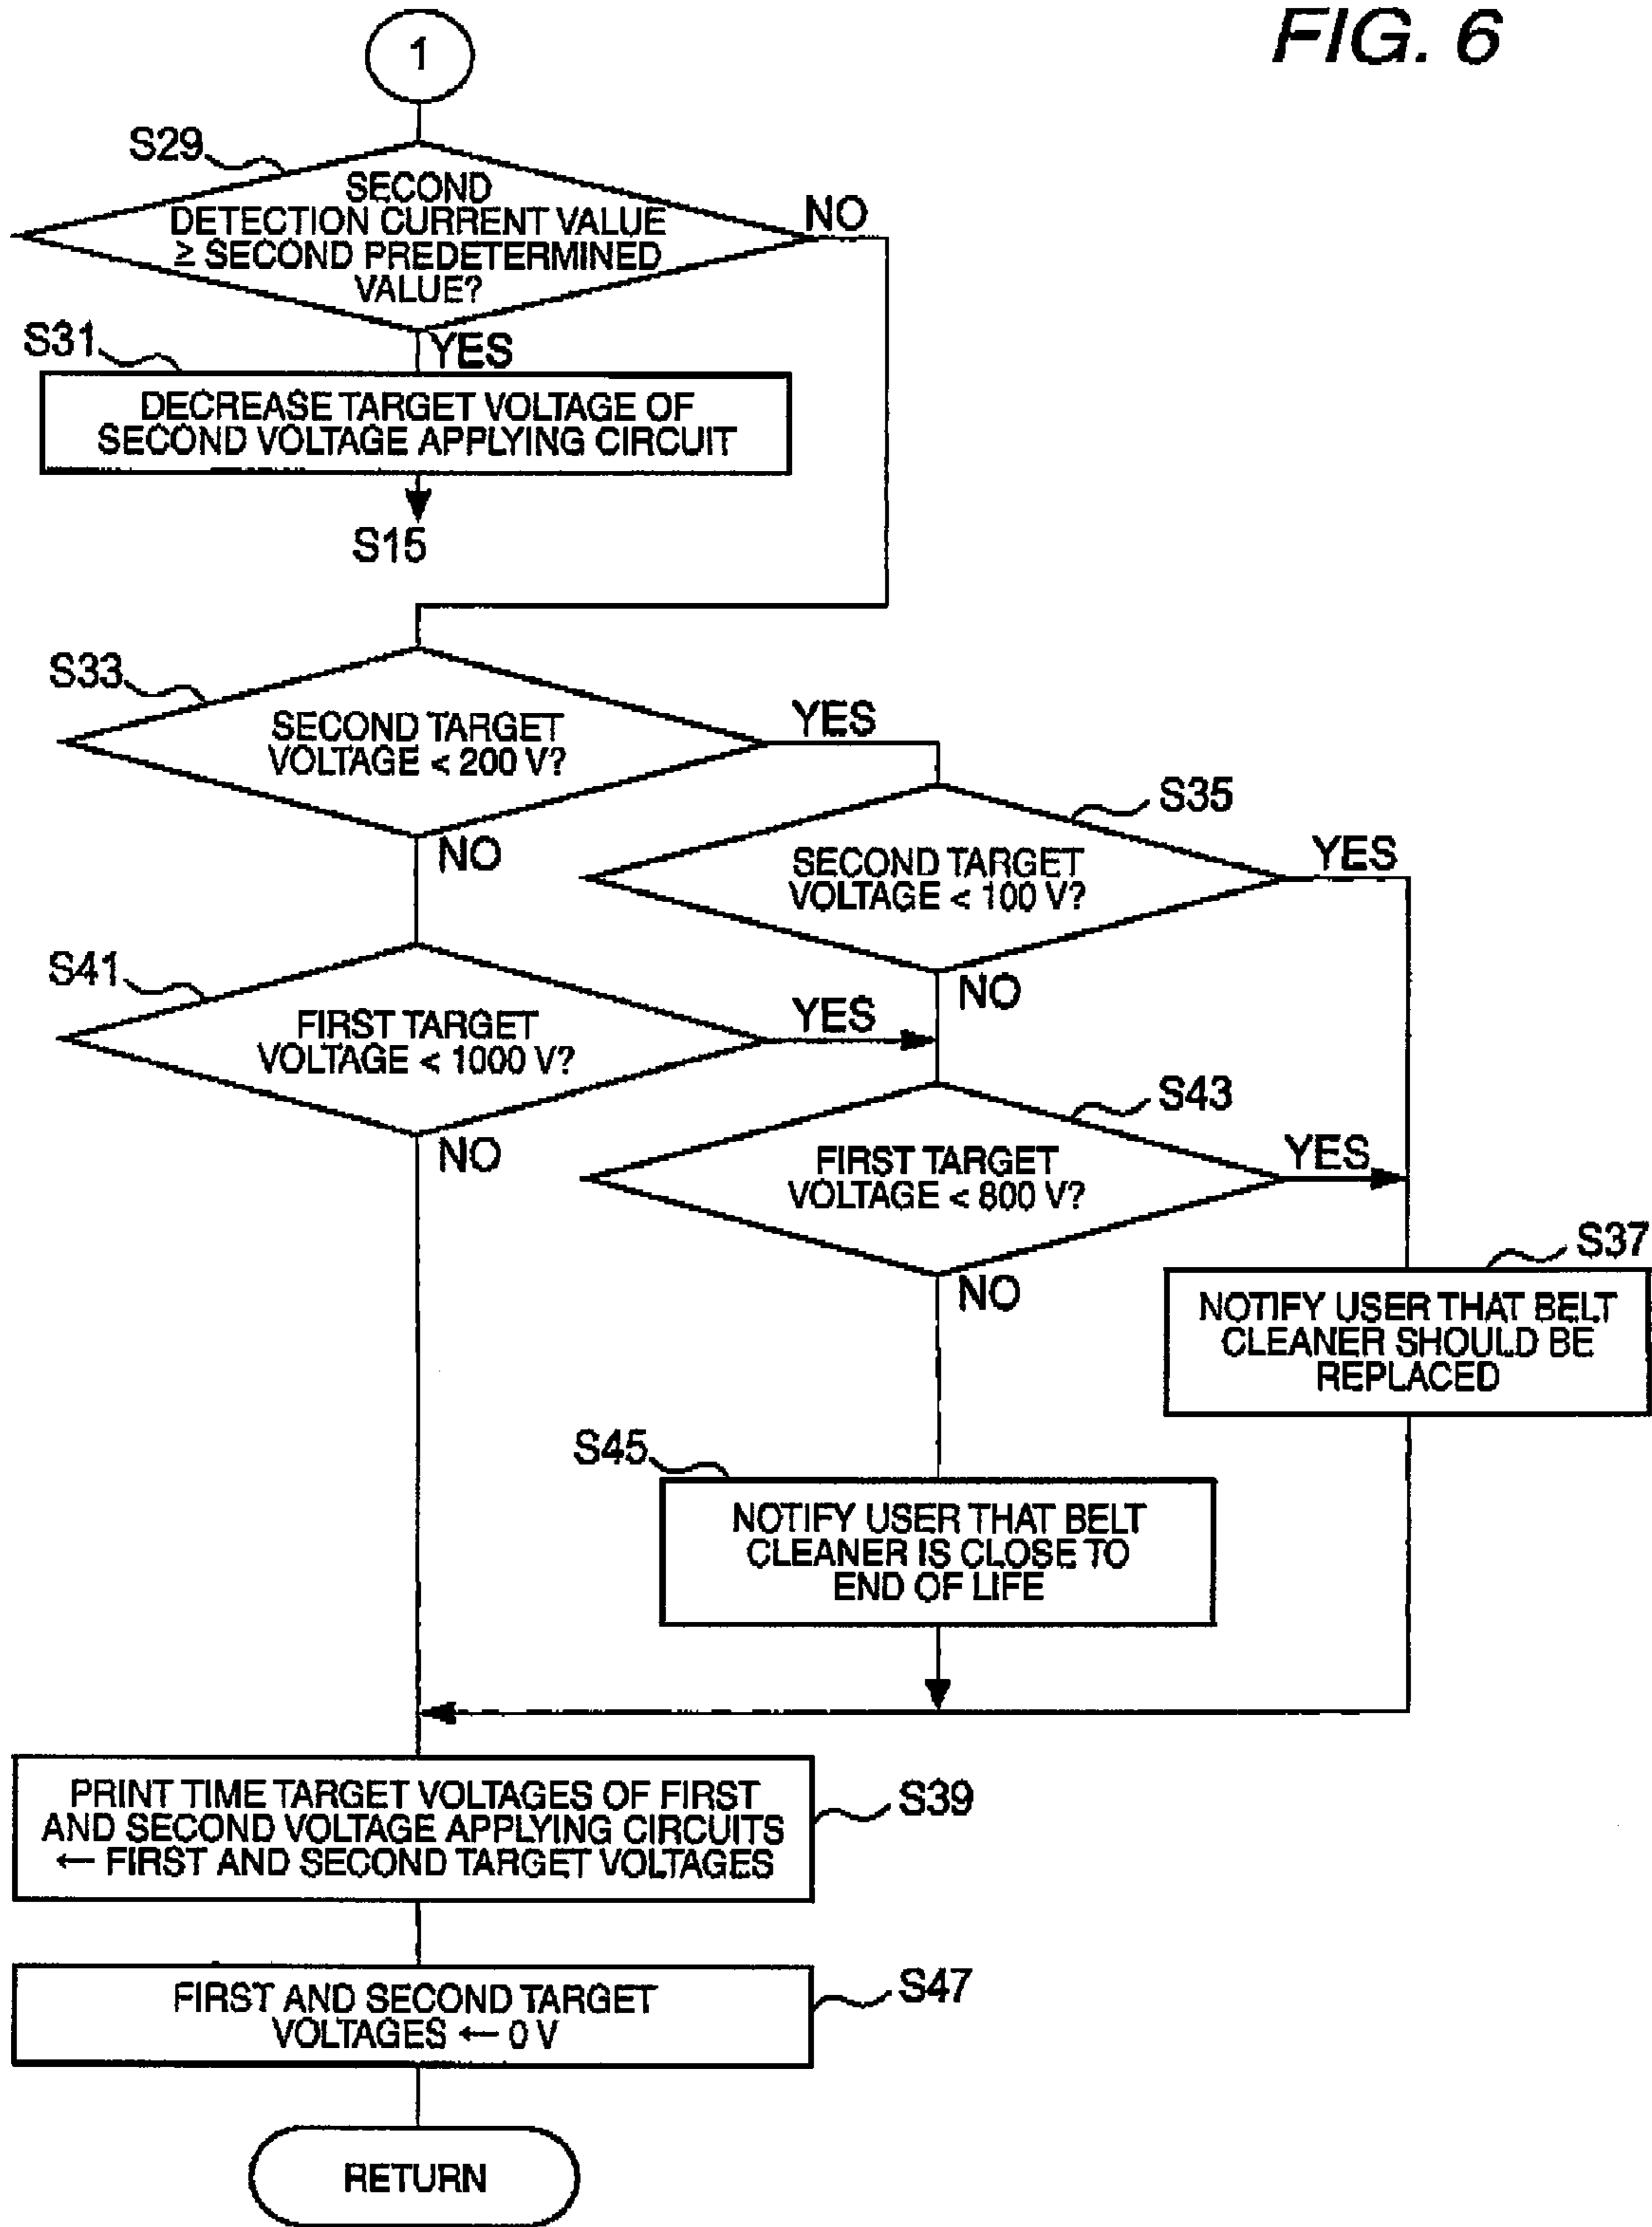 FIG. 6
1
S29
SECOND
DETECTION CURRENT VALUE
≥ SECOND PREDETERMINED
VALUE?
NO
YES
S31
DECREASE TARGET VOLTAGE OF
SECOND VOLTAGE APPLYING CIRCUIT
S15
S33
SECOND TARGET
VOLTAGE < 200 V?
YES
NO
S35
SECOND TARGET
VOLTAGE < 100 V?
YES
NO
S41
FIRST TARGET
VOLTAGE < 1000 V?
YES
NO
S43
FIRST TARGET
VOLTAGE < 800 V?
YES
NO
S37
NOTIFY USER THAT BELT
CLEANER SHOULD BE
REPLACED
S45
NOTIFY USER THAT BELT
CLEANER IS CLOSE TO
END OF LIFE
PRINT TIME TARGET VOLTAGES OF FIRST
AND SECOND VOLTAGE APPLYING CIRCUITS
← FIRST AND SECOND TARGET VOLTAGES
S39
FIRST AND SECOND TARGET
VOLTAGES ← 0 V
S47
RETURN